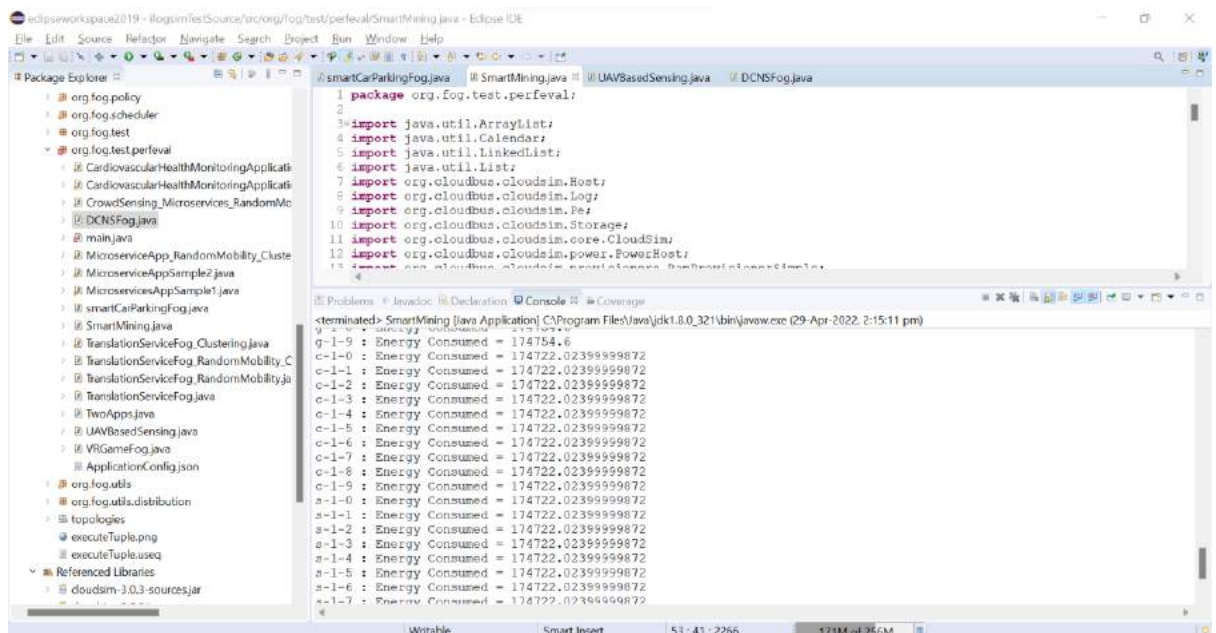 eclipseworkspace2019 - ifogsimTestSource/src/org/fog/test/perfeval/SmartMining.java - Eclipse IDE
File Edit Source Refactor Navigate Search Project Run Window Help
Package Explorer
org.fog.policy
org.fog.scheduler
org.fog.test
org.fog.test.perfeval
CardiovascularHealthMonitoringApplicati
CardiovascularHealthMonitoringApplicati
CrowdSensing_Microservices_RandomMo
DCNSFog.java
main.java
MicroserviceApp_RandomMobility_Cluste
MicroserviceAppSample2.java
MicroservicesAppSample1.java
smartCarParkingFog.java
SmartMining.java
TranslationServiceFog_Clustering.java
TranslationServiceFog_RandomMobility_C
TranslationServiceFog_RandomMobility.ja
TranslationServiceFog.java
TwoApps.java
UAVBasedSensing.java
VRGameFog.java
ApplicationConfig.json
org.fog.utils
org.fog.utils.distribution
topologies
executeTuple.png
executeTuple.useq
Referenced Libraries
cloudsim-3.0.3-sources.jar
smartCarParkingFog.java SmartMining.java UAVBasedSensing.java DCNSFog.java
1 package org.fog.test.perfeval;
2
3 import java.util.ArrayList;
4 import java.util.Calendar;
5 import java.util.LinkedList;
6 import java.util.List;
7 import org.cloudbus.cloudsim.Host;
8 import org.cloudbus.cloudsim.Log;
9 import org.cloudbus.cloudsim.Pe;
10 import org.cloudbus.cloudsim.Storage;
11 import org.cloudbus.cloudsim.core.CloudSim;
12 import org.cloudbus.cloudsim.power.PowerHost;
13 import org.cloudbus.cloudsim.provisioners.RamProvisionerSimple;
Problems Javadoc Declaration Console Coverage
<terminated> SmartMining [Java Application] C:\Program Files\Java\jdk1.8.0_321\bin\javaw.exe (29-Apr-2022, 2:15:11 pm)
g-1-9 : Energy Consumed = 174754.6
c-1-0 : Energy Consumed = 174722.02399999872
c-1-1 : Energy Consumed = 174722.02399999872
c-1-2 : Energy Consumed = 174722.02399999872
c-1-3 : Energy Consumed = 174722.02399999872
c-1-4 : Energy Consumed = 174722.02399999872
c-1-5 : Energy Consumed = 174722.02399999872
c-1-6 : Energy Consumed = 174722.02399999872
c-1-7 : Energy Consumed = 174722.02399999872
c-1-8 : Energy Consumed = 174722.02399999872
c-1-9 : Energy Consumed = 174722.02399999872
s-1-0 : Energy Consumed = 174722.02399999872
s-1-1 : Energy Consumed = 174722.02399999872
s-1-2 : Energy Consumed = 174722.02399999872
s-1-3 : Energy Consumed = 174722.02399999872
s-1-4 : Energy Consumed = 174722.02399999872
s-1-5 : Energy Consumed = 174722.02399999872
s-1-6 : Energy Consumed = 174722.02399999872
s-1-7 : Energy Consumed = 174722.02399999872
Writable Smart Insert 53 : 41 : 2266 171M of 256M